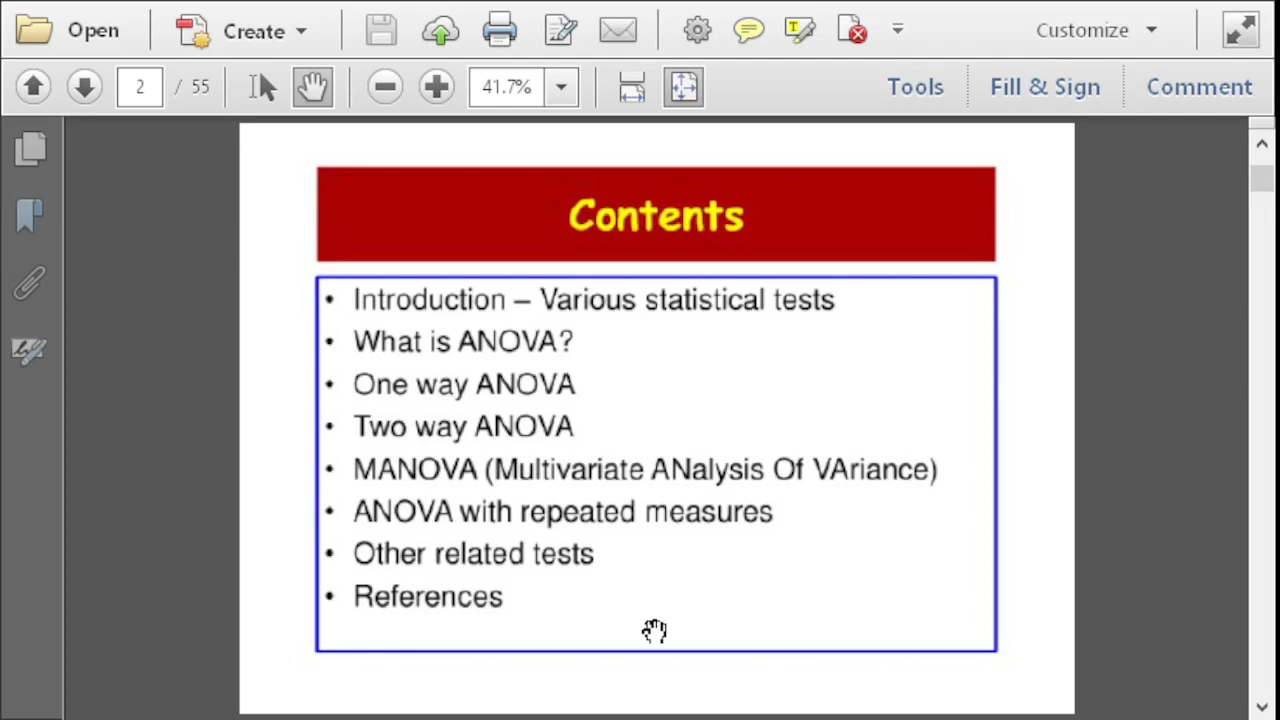 Open
Create
Customize
2 / 55
41.7%
Tools
Fill & Sign
Comment
Contents
• Introduction – Various statistical tests
• What is ANOVA?
• One way ANOVA
• Two way ANOVA
• MANOVA (Multivariate ANalysis Of VAriance)
• ANOVA with repeated measures
• Other related tests
• References